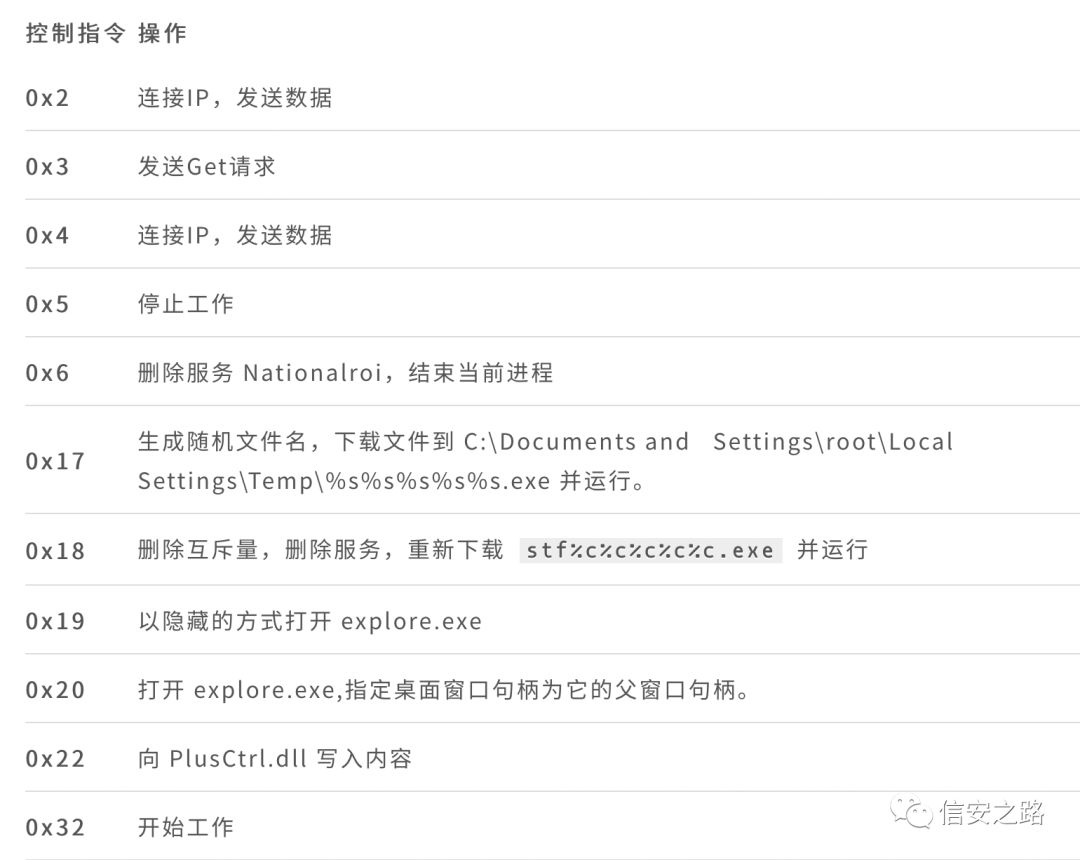 控制指令 操作
0x2 连接IP，发送数据
0x3 发送Get请求
0x4 连接IP，发送数据
0x5 停止工作
0x6 删除服务 Nationalroi，结束当前进程
0x17 生成随机文件名，下载文件到 C:\Documents and Settings\root\Local
Settings\Temp\%s%s%s%s%s.exe 并运行。
0x18 删除互斥量，删除服务，重新下载 stf%c%c%c%c%c.exe 并运行
0x19 以隐藏的方式打开 explore.exe
0x20 打开 explore.exe,指定桌面窗口句柄为它的父窗口句柄。
0x22 向 PlusCtrl.dll 写入内容
0x32 开始工作
信安之路